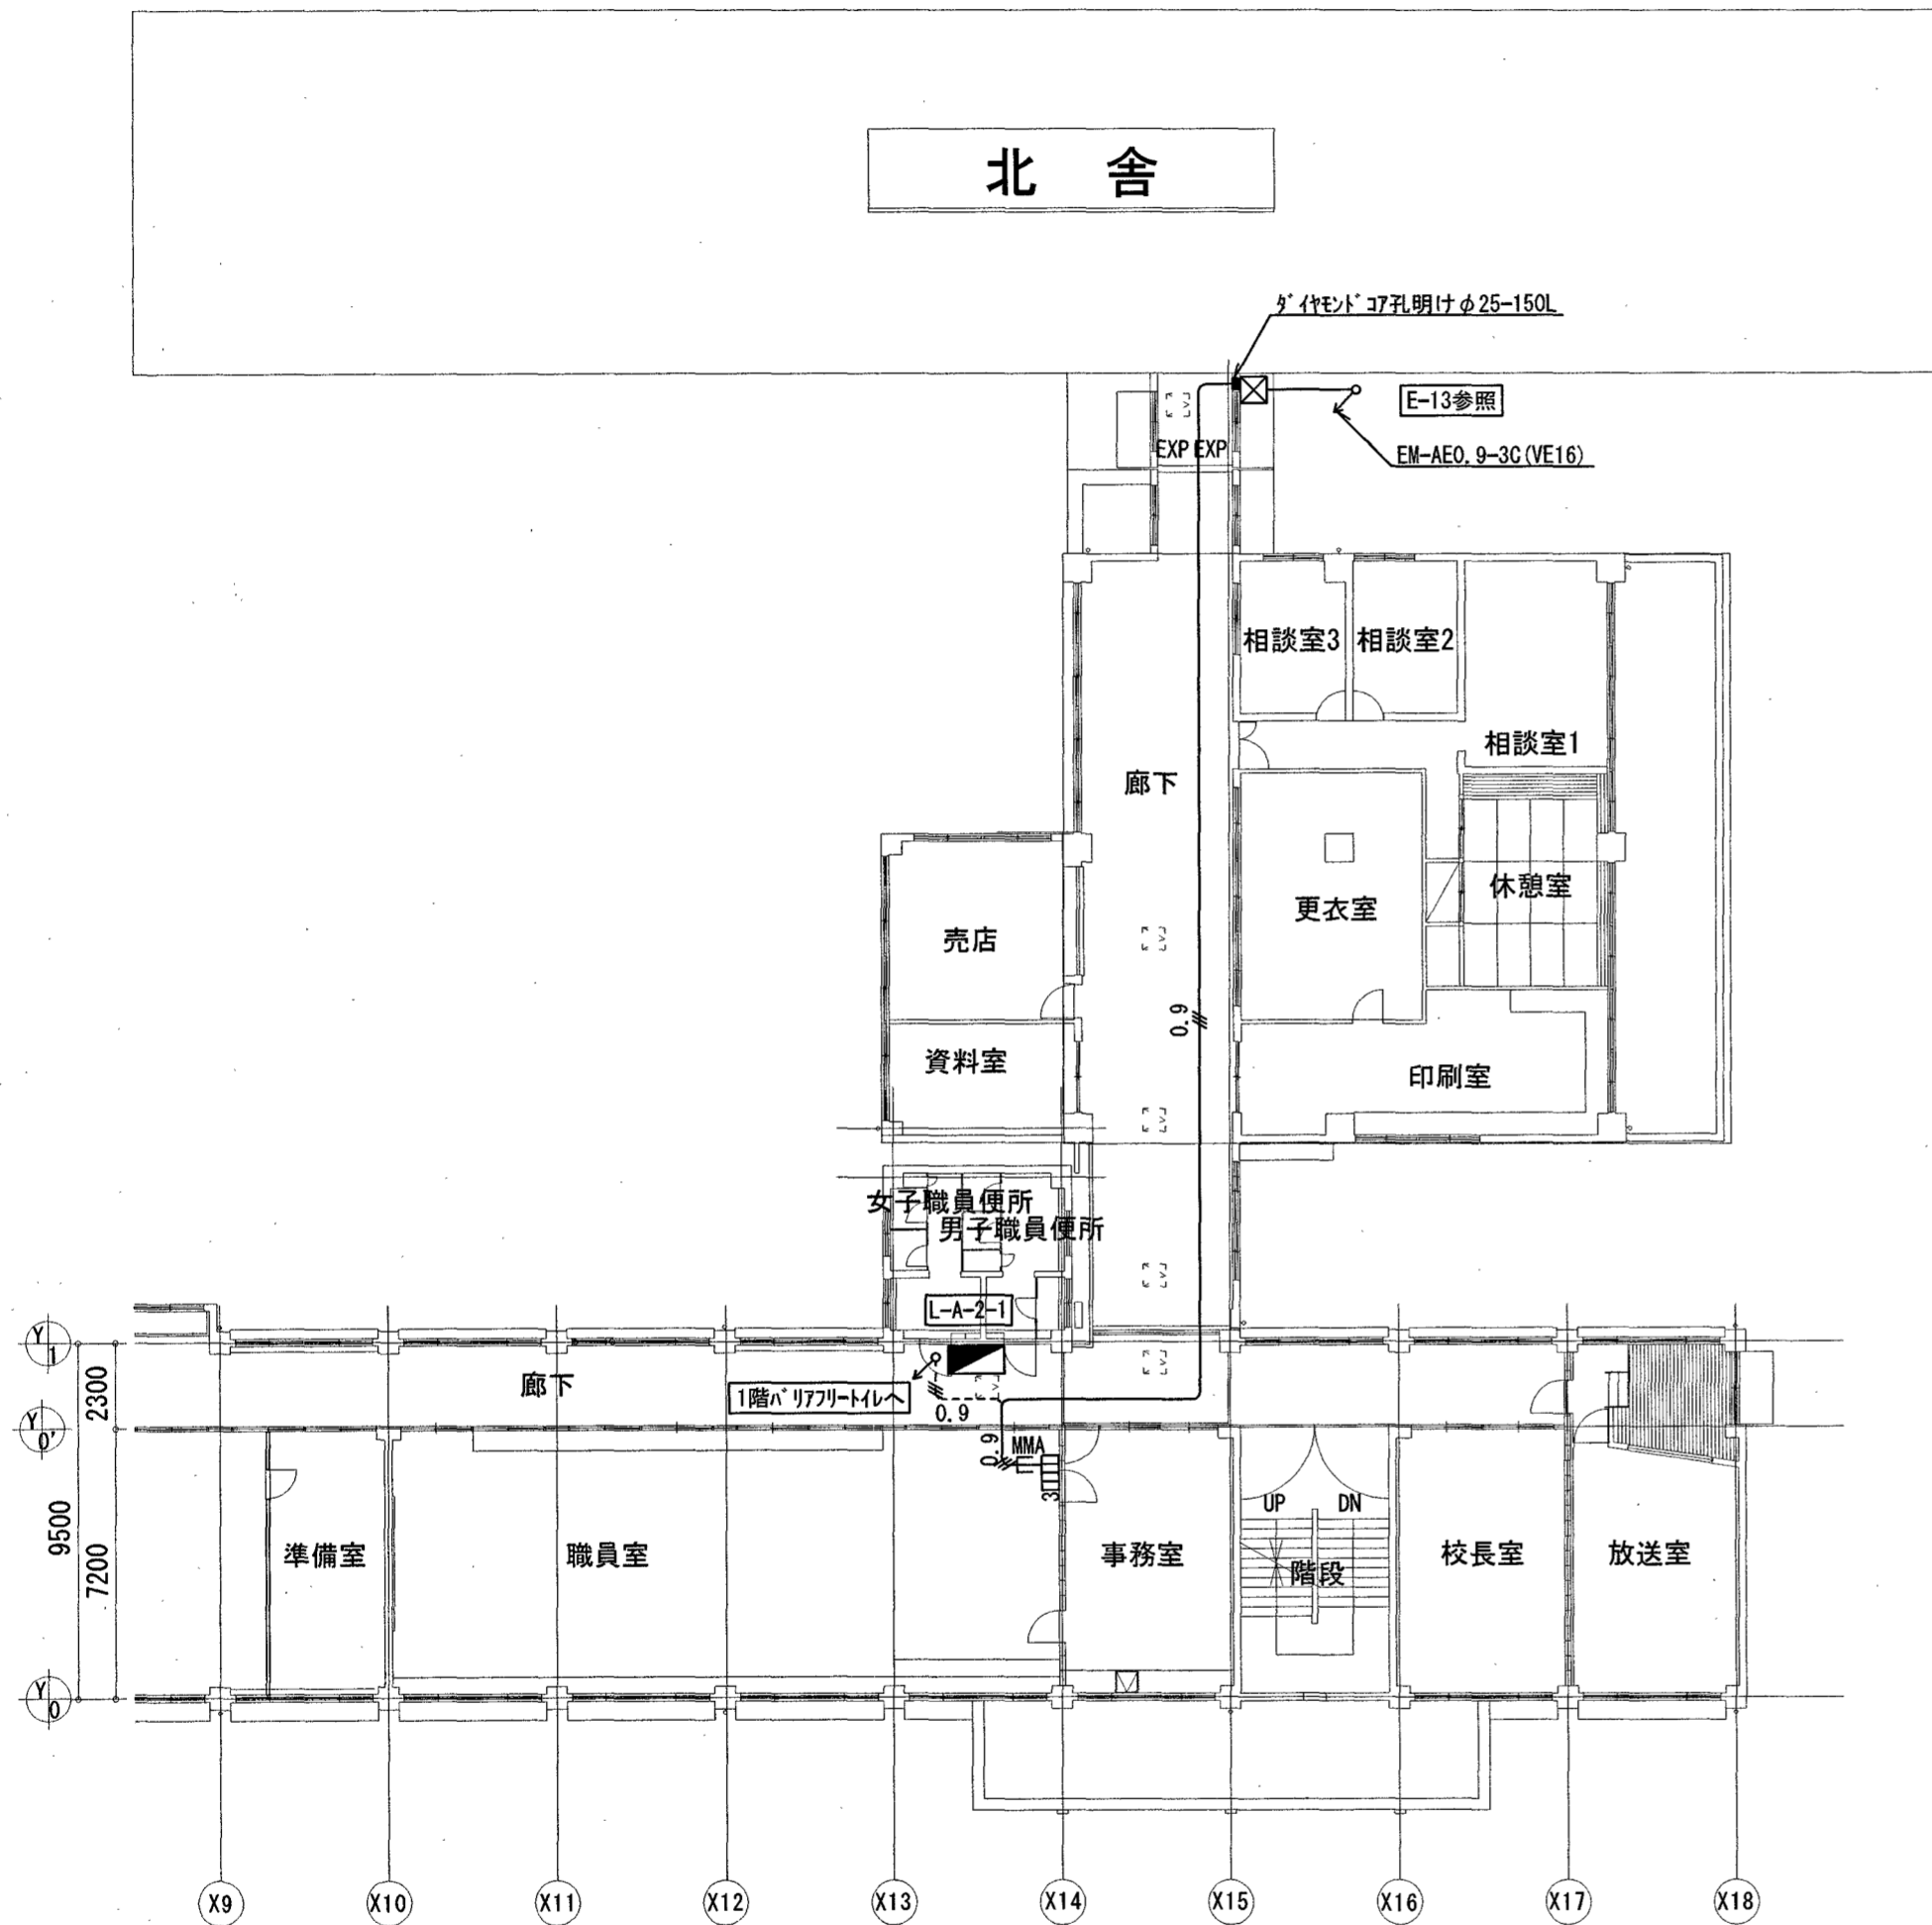 北 舎
ダイヤモンドコア孔明けφ25-150L
E-13参照
EXP EXP
EM-AE0.9-3C(VE16)
相談室3 相談室2
相談室1
廊下
休憩室
更衣室
売店
0.9
資料室
印刷室
女子職員便所
男子職員便所
L-A-2-1
Y1
廊下
1階バリアフリートイレへ
2300
0.9
Y0'
0.9
MMA
3
UP DN
9500
7200
準備室
職員室
事務室
階段
校長室
放送室
Y0
X9 X10 X11 X12 X13 X14 X15 X16 X17 X18